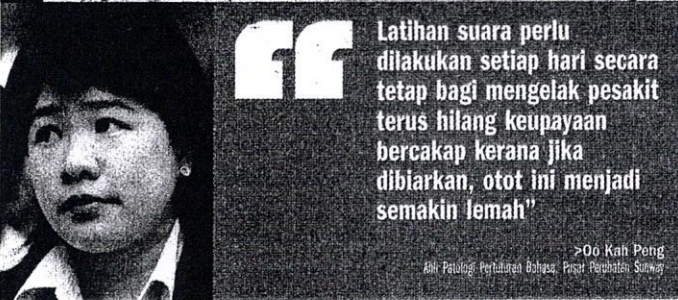 “
Latihan suara perlu
dilakukan setiap hari secara
tetap bagi mengelak pesakit
terus hilang keupayaan
bercakap kerana jika
dibiarkan, otot ini menjadi
semakin lemah”
>Oo Kah Peng
Ahli Patologi Pertuturan Bahasa, Pusat Perubatan Sunway